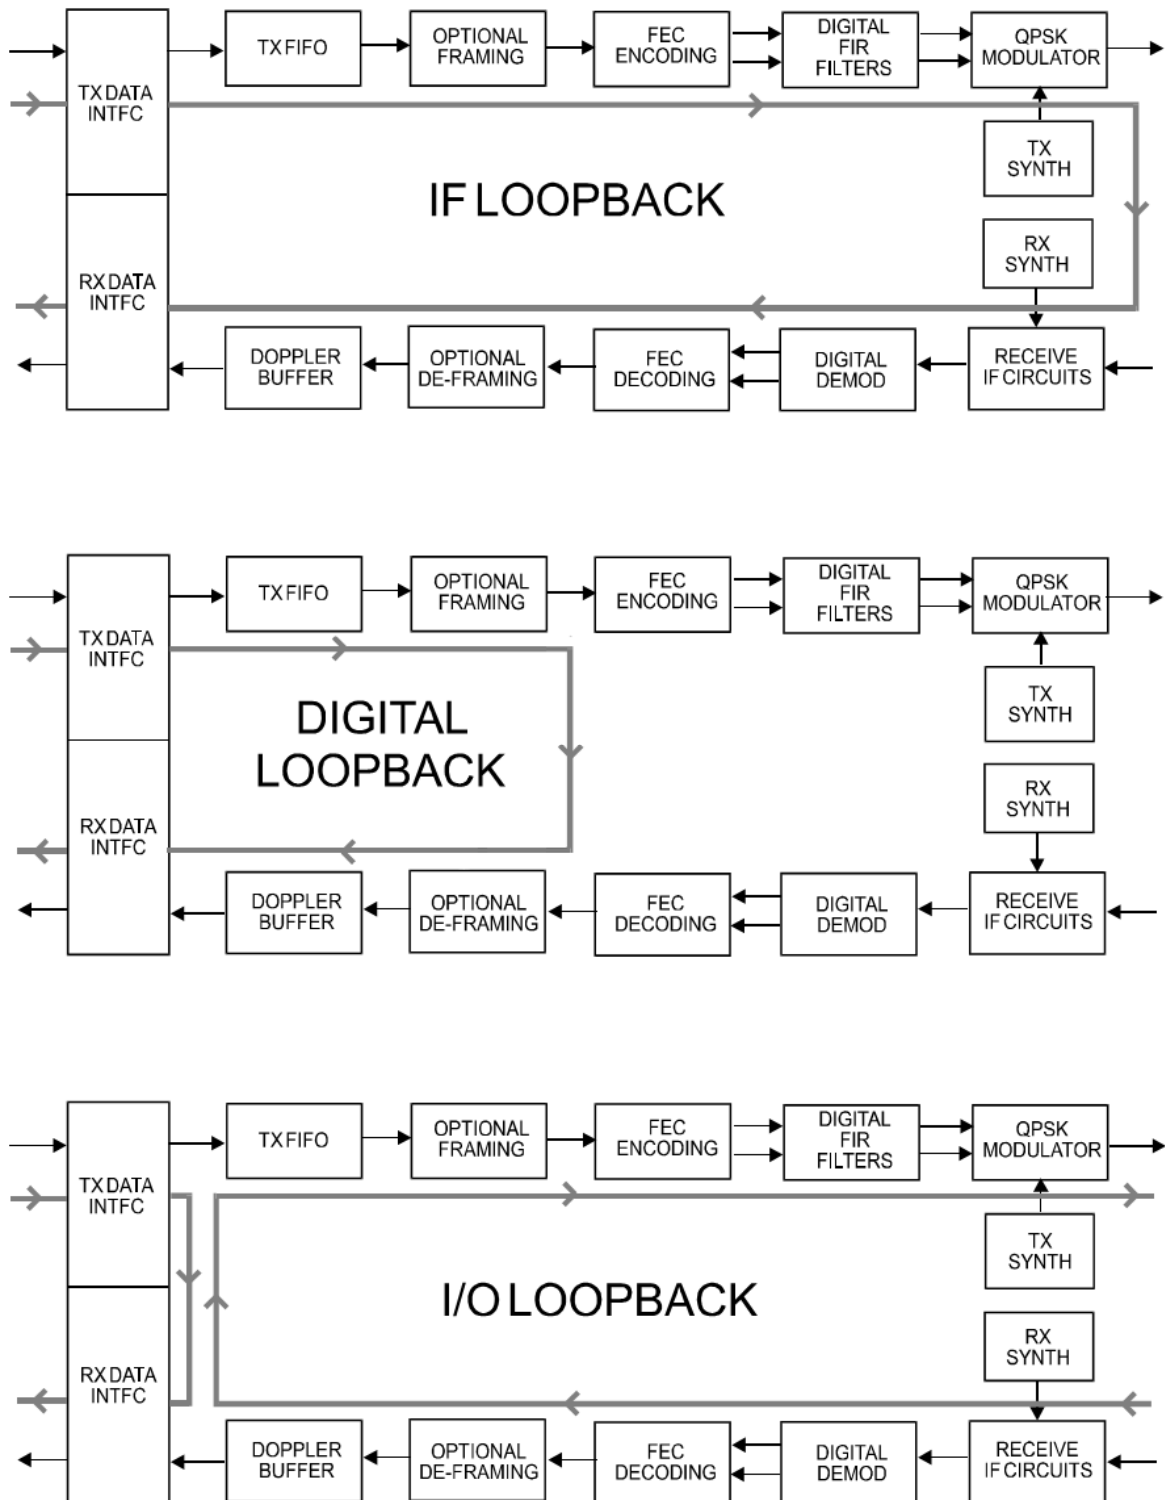 TX DATA
INTFC
TX FIFO
OPTIONAL
FRAMING
FEC
ENCODING
DIGITAL
FIR
FILTERS
QPSK
MODULATOR
TX
SYNTH
IF LOOPBACK
RX
SYNTH
RX DATA
INTFC
DOPPLER
BUFFER
OPTIONAL
DE-FRAMING
FEC
DECODING
DIGITAL
DEMOD
RECEIVE
IF CIRCUITS
TX DATA
INTFC
TX FIFO
OPTIONAL
FRAMING
FEC
ENCODING
DIGITAL
FIR
FILTERS
QPSK
MODULATOR
TX
SYNTH
DIGITAL
LOOPBACK
RX
SYNTH
RX DATA
INTFC
DOPPLER
BUFFER
OPTIONAL
DE-FRAMING
FEC
DECODING
DIGITAL
DEMOD
RECEIVE
IF CIRCUITS
TX DATA
INTFC
TX FIFO
OPTIONAL
FRAMING
FEC
ENCODING
DIGITAL
FIR
FILTERS
QPSK
MODULATOR
TX
SYNTH
I/O LOOPBACK
RX
SYNTH
RX DATA
INTFC
DOPPLER
BUFFER
OPTIONAL
DE-FRAMING
FEC
DECODING
DIGITAL
DEMOD
RECEIVE
IF CIRCUITS